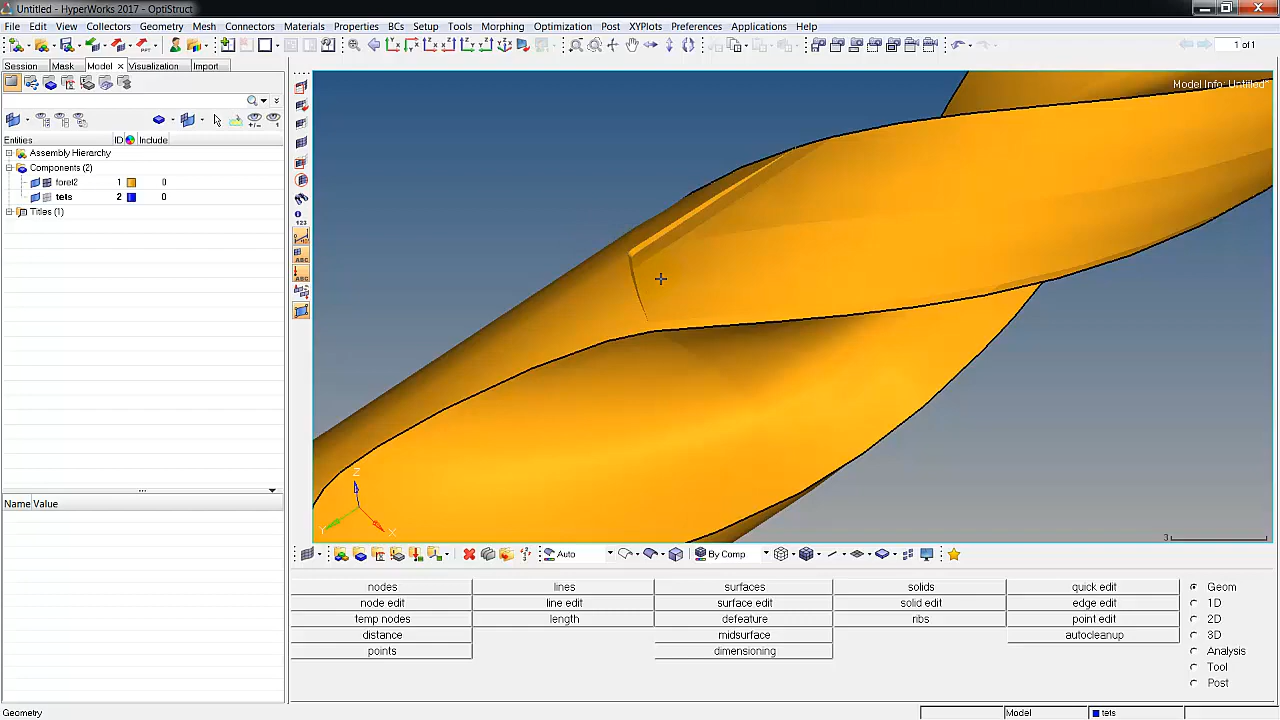 Untitled - HyperWorks 2017 - OptiStruct
File Edit View Collectors Geometry Mesh Connectors Materials Properties BCs Setup Tools Morphing Optimization Post XYPlots Preferences Applications Help
1 of 1
Session Mask Model Visualization Import
Model Info: Untitled*
Entities ID Include
Assembly Hierarchy
Components (2)
forel2 1 0
tets 2 0
Titles (1)
123
ABC
ABC
Name Value
Z
Y
X
3
Auto By Comp
nodes lines surfaces solids quick edit Geom
node edit line edit surface edit solid edit edge edit 1D
temp nodes length defeature ribs point edit 2D
distance midsurface autocleanup 3D
points dimensioning Analysis
Tool
Post
Geometry Model tets